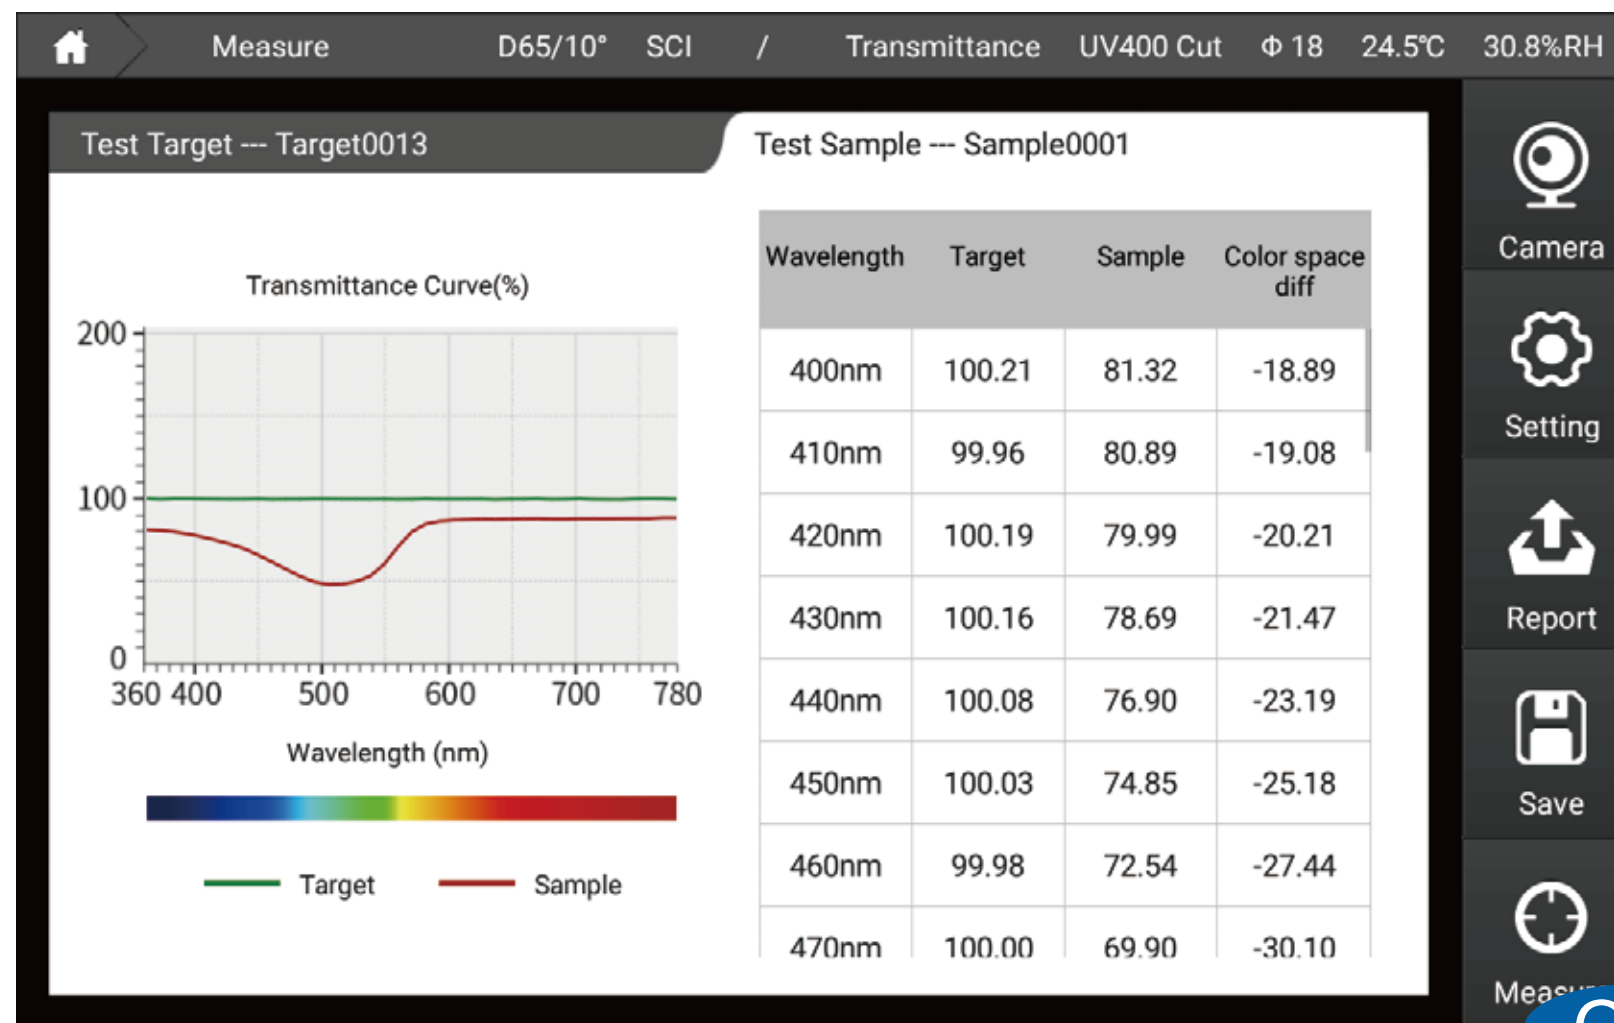 Measure D65/10° SCI / Transmittance UV400 Cut Φ 18 24.5℃ 30.8%RH
Test Target --- Target0013
Test Sample --- Sample0001
Transmittance Curve(%)
200
100
0
360 400 500 600 700 780
Wavelength (nm)
Target Sample
Wavelength Target Sample Color space
diff
400nm 100.21 81.32 -18.89
410nm 99.96 80.89 -19.08
420nm 100.19 79.99 -20.21
430nm 100.16 78.69 -21.47
440nm 100.08 76.90 -23.19
450nm 100.03 74.85 -25.18
460nm 99.98 72.54 -27.44
470nm 100.00 69.90 -30.10
Camera
Setting
Report
Save
Measure